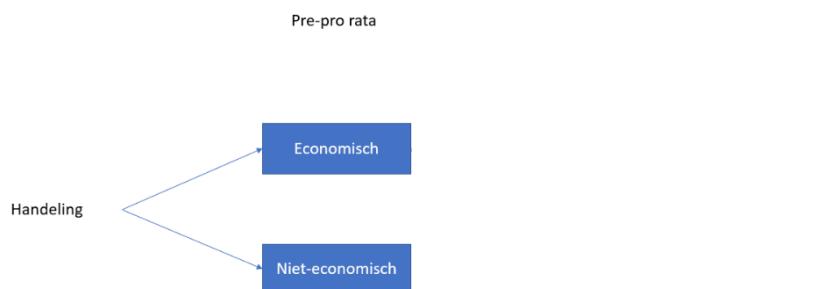 Pre-pro rata
Economisch
Handeling
Niet-economisch